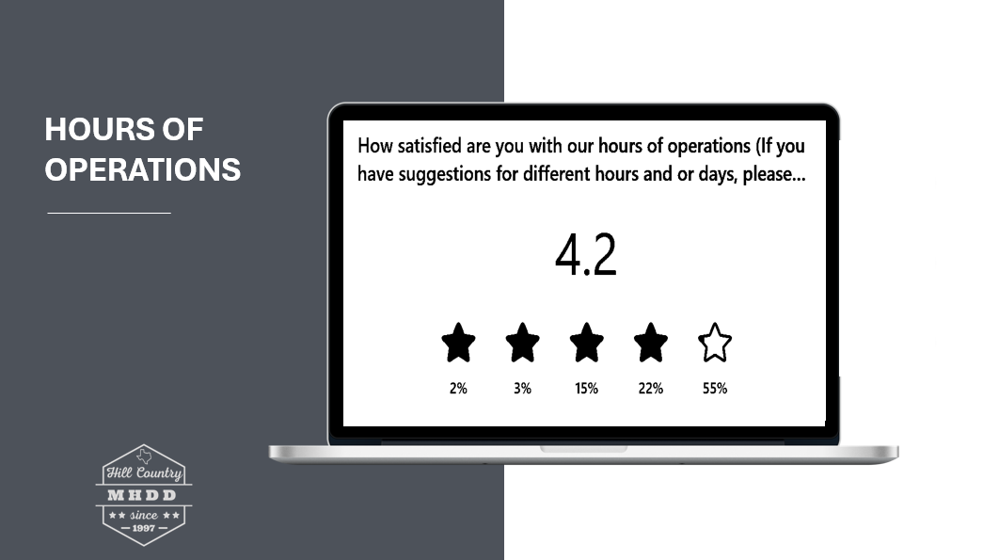 HOURS OF
OPERATIONS
How satisfied are you with our hours of operations (If you
have suggestions for different hours and or days, please...
4.2
2% 3% 15% 22% 55%
Hill Country
MHDD
since
1997